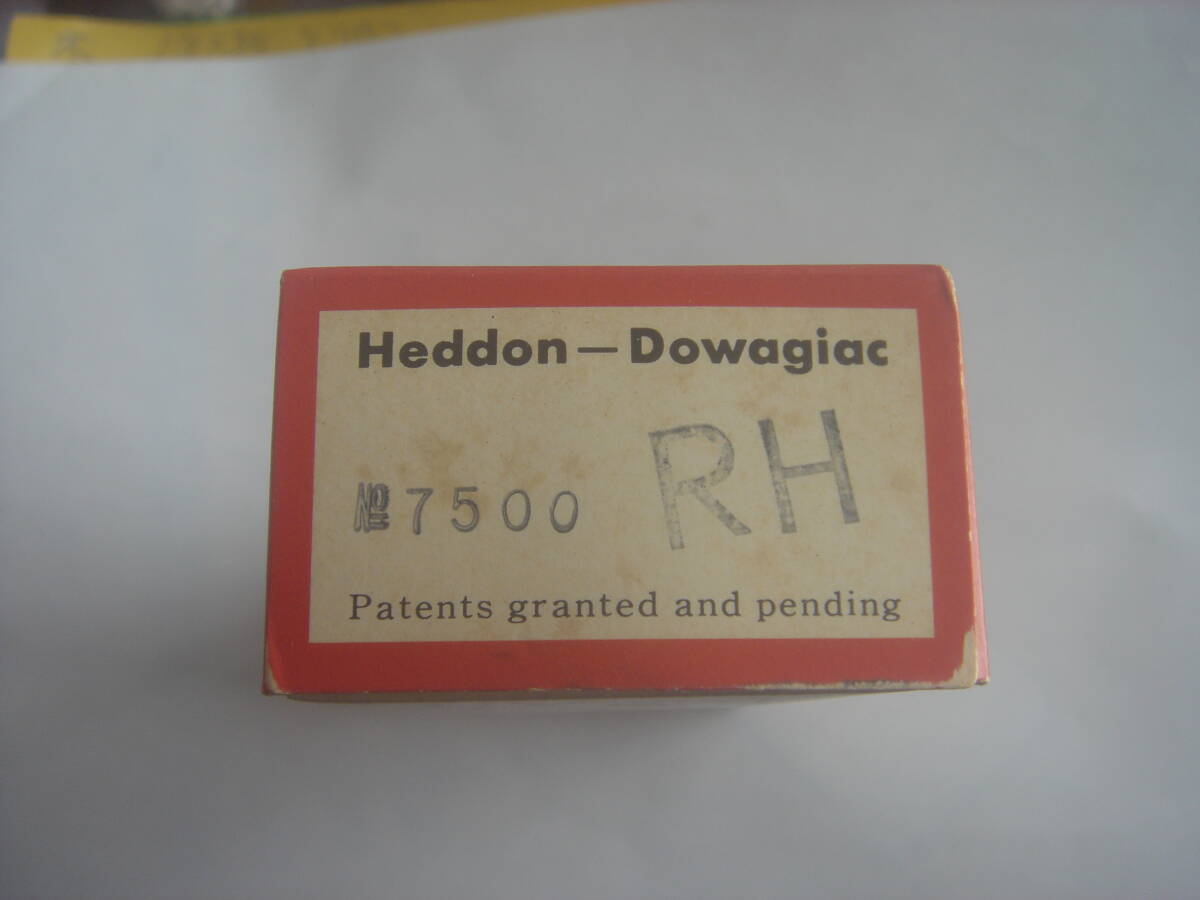 Heddon — Dowagiac
№ 7500 RH
Patents granted and pending